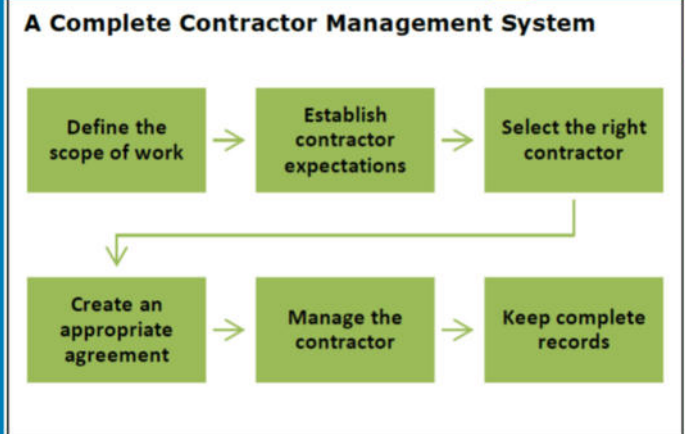 A Complete Contractor Management System
Define the
scope of work
Establish
contractor
expectations
Select the right
contractor
Create an
appropriate
agreement
Manage the
contractor
Keep complete
records